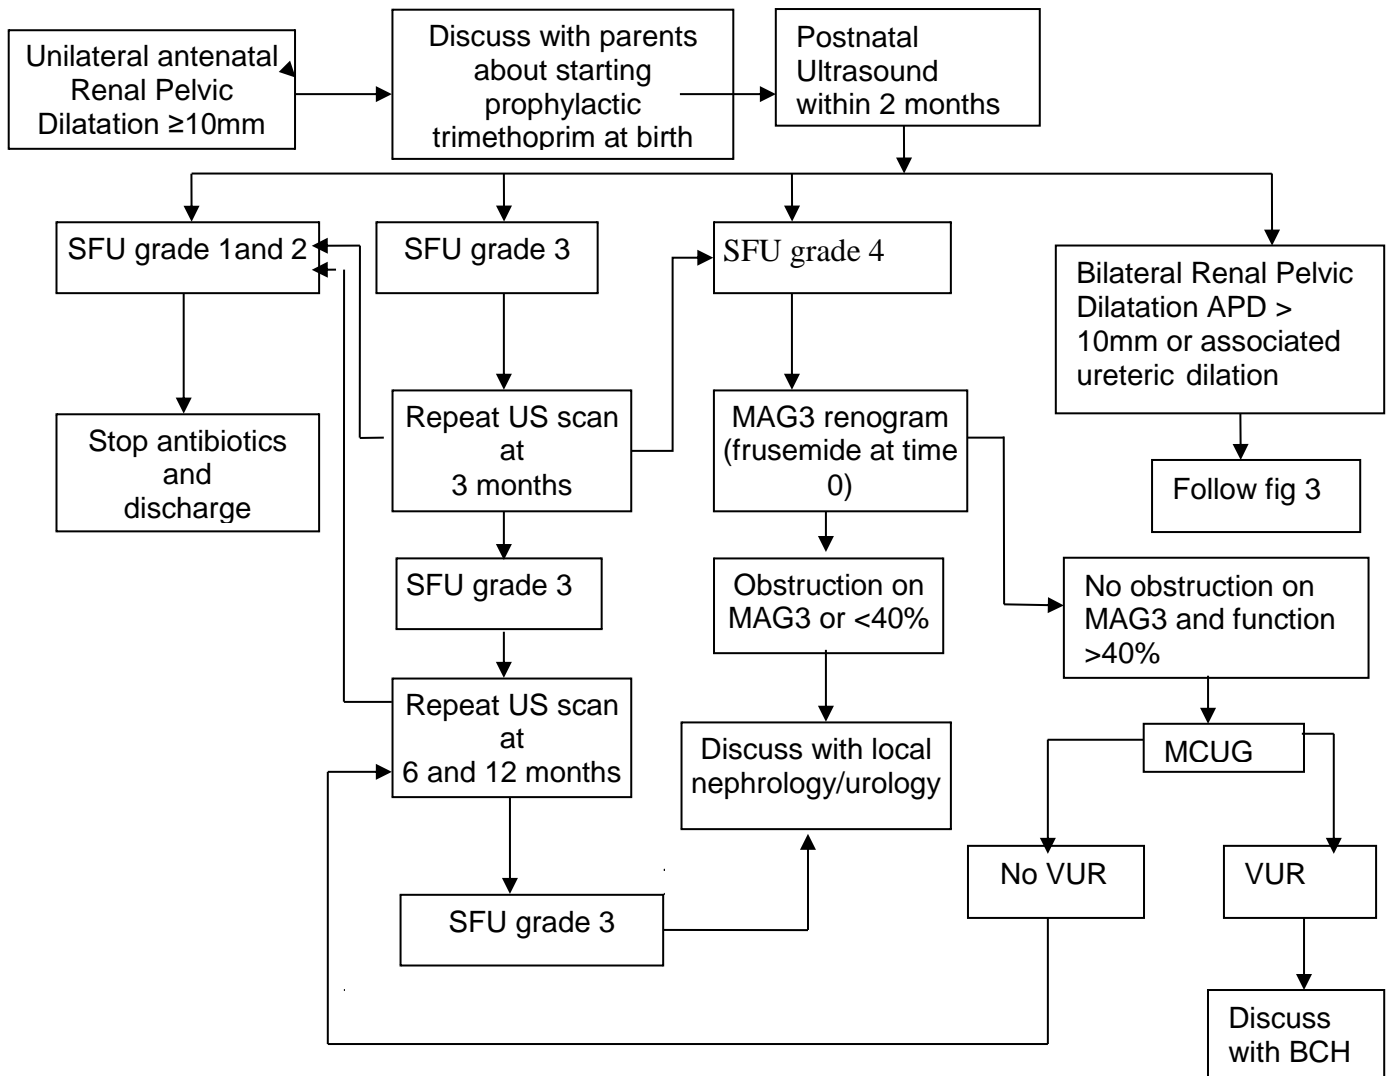 Unilateral antenatal
Renal Pelvic
Dilatation ≥10mm
Discuss with parents
about starting
prophylactic
trimethoprim at birth
Postnatal
Ultrasound
within 2 months
SFU grade 1and 2
SFU grade 3
SFU grade 4
Bilateral Renal Pelvic
Dilatation APD >
10mm or associated
ureteric dilation
Stop antibiotics
and
discharge
Repeat US scan
at
3 months
MAG3 renogram
(frusemide at time
0)
Follow fig 3
SFU grade 3
Obstruction on
MAG3 or <40%
No obstruction on
MAG3 and function
>40%
Repeat US scan
at
6 and 12 months
Discuss with local
nephrology/urology
MCUG
SFU grade 3
No VUR
VUR
Discuss
with BCH